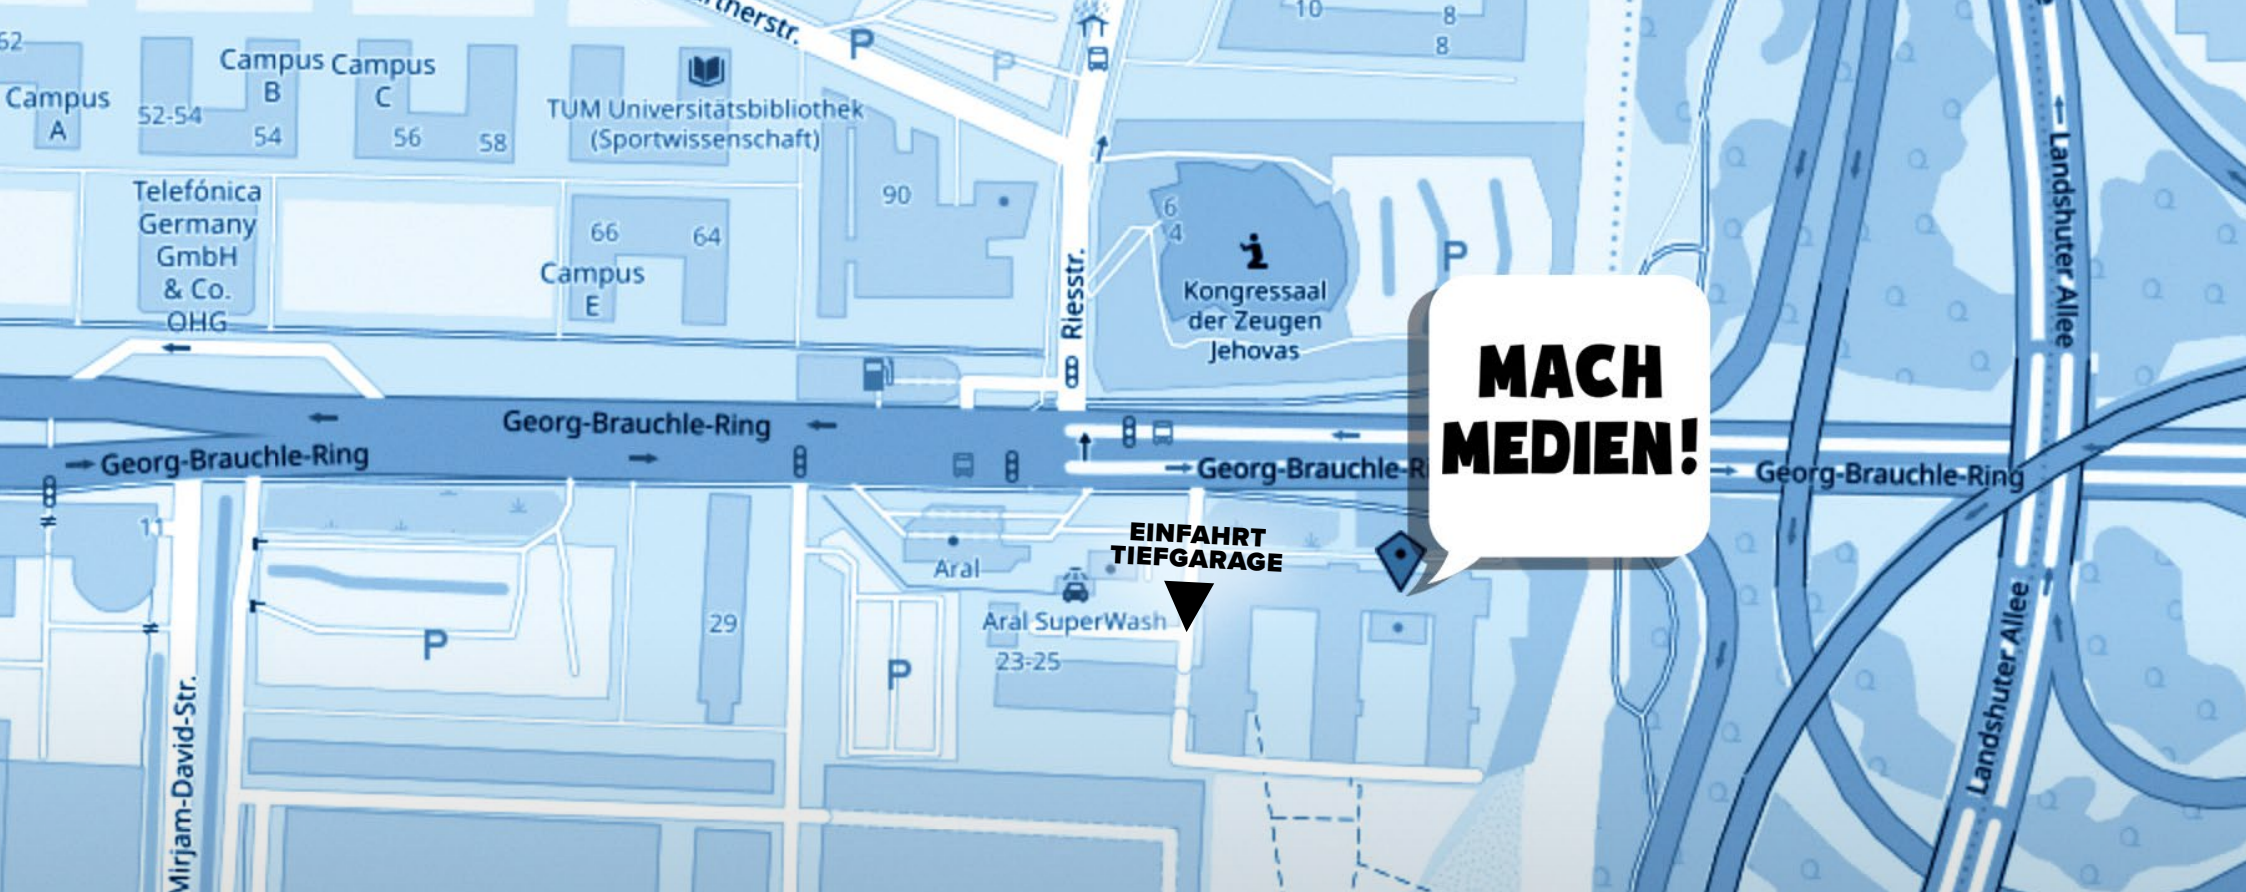 rtnerstr.
P
P
10
8
8
52
Campus
A
52-54
Campus
B
54
Campus
C
56
58
TUM Universitätsbibliothek
(Sportwissenschaft)
90
Telefónica
Germany
GmbH
& Co.
OHG
66
64
Campus
E
Riesstr.
6
4
Kongressaal
der Zeugen
Jehovas
P
Landshuter Allee
MACH
MEDIEN!
Georg-Brauchle-Ring
Georg-Brauchle-Ring
Georg-Brauchle-Ri
Georg-Brauchle-Ring
11
EINFAHRT
TIEFGARAGE
Aral
Aral SuperWash
23-25
29
P
P
Mirjam-David-Str.
Landshuter Allee